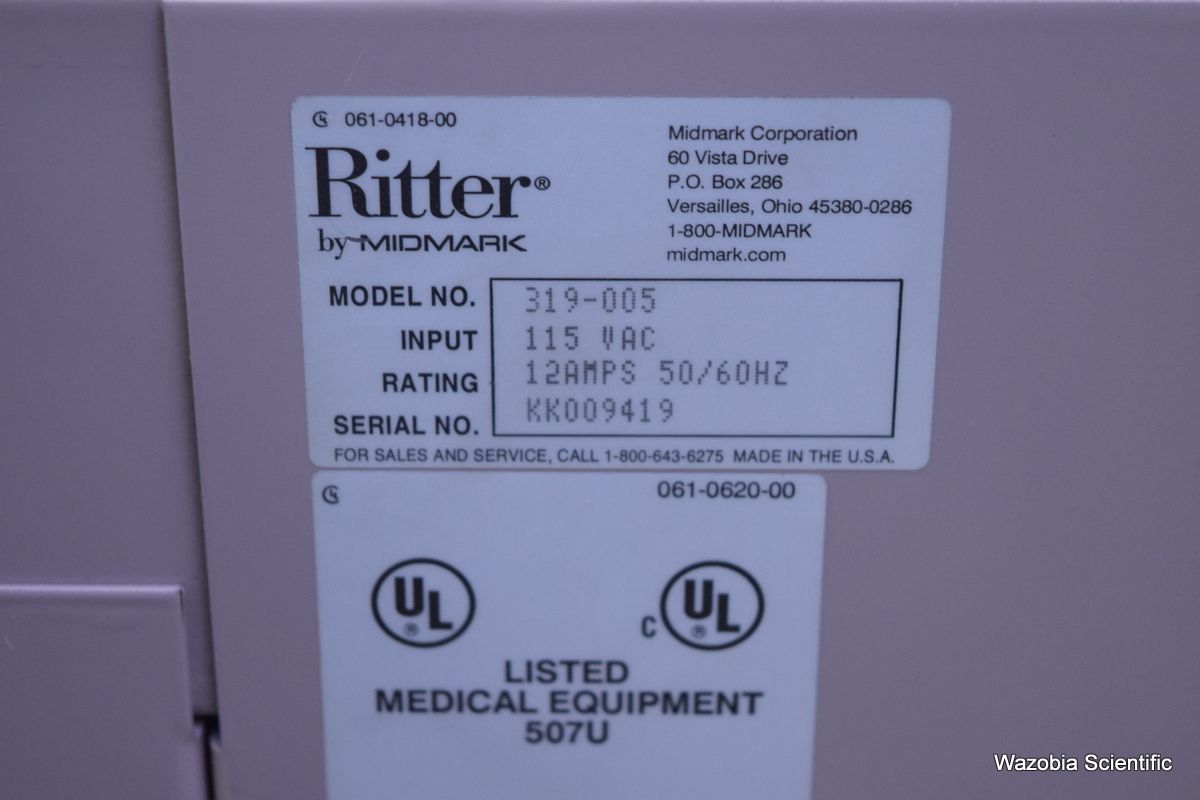 061-0418-00
Ritter®
by MIDMARK
Midmark Corporation
60 Vista Drive
P.O. Box 286
Versailles, Ohio 45380-0286
1-800-MIDMARK
midmark.com
MODEL NO. 319-005
INPUT 115 VAC
RATING 12AMPS 50/60HZ
SERIAL NO. KK009419
FOR SALES AND SERVICE, CALL 1-800-643-6275 MADE IN THE U.S.A.
061-0620-00
UL®
C UL®
LISTED
MEDICAL EQUIPMENT
507U
Wazobia Scientific